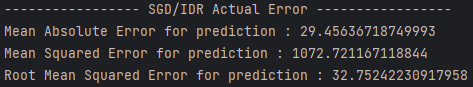 ----------------- SGD/IDR Actual Error -----------------
Mean Absolute Error for prediction : 29.45636718749993
Mean Squared Error for prediction : 1072.721167118844
Root Mean Squared Error for prediction : 32.75242230917958